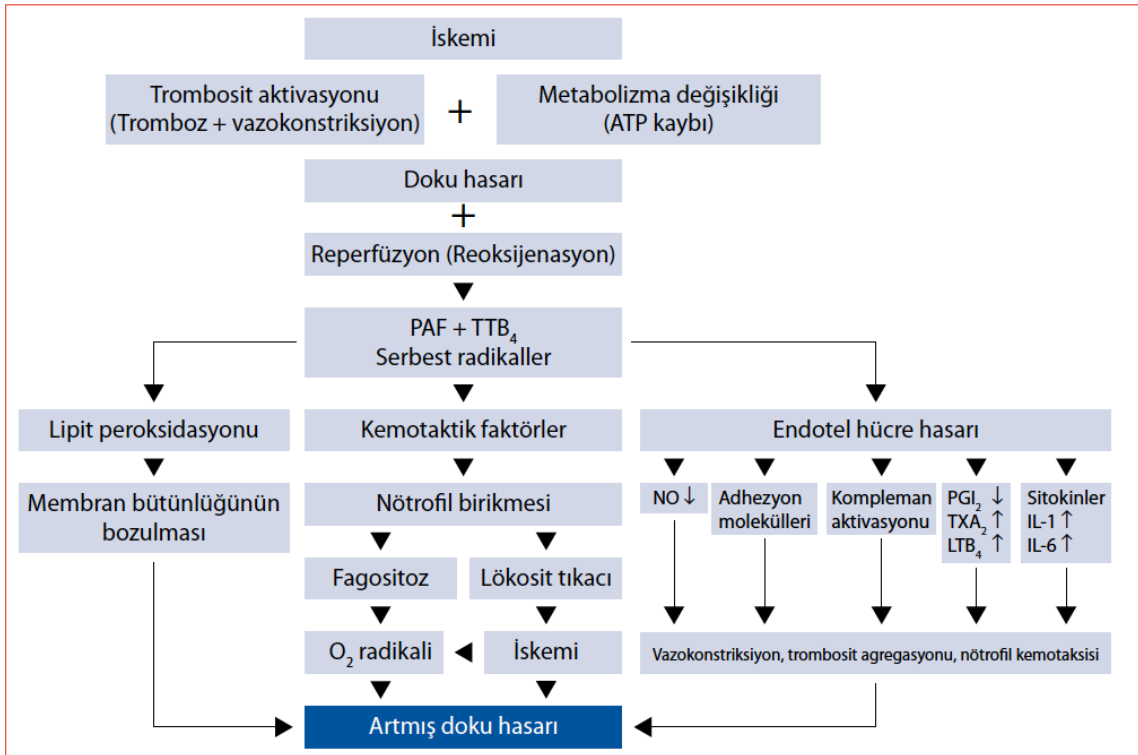 İskemi
Trombosit aktivasyonu
(Tromboz + vazokonstriksiyon)
+
Metabolizma değişikliği
(ATP kaybı)
Doku hasarı
+
Reperfüzyon (Reoksijenasyon)
PAF + TTB₄
Serbest radikaller
Lipit peroksidasyonu
Membran bütünlüğünün
bozulması
Kemotaktik faktörler
Nötrofil birikmesi
Fagositoz
Lökosit tıkacı
O₂ radikali
İskemi
Endotel hücre hasarı
NO ↓
Adhezyon
molekülleri
Kompleman
aktivasyonu
PGI₂ ↓
TXA₂ ↑
LTB₄ ↑
Sitokinler
IL-1 ↑
IL-6 ↑
Vazokonstriksiyon, trombosit agregasyonu, nötrofil kemotaksisi
Artmış doku hasarı